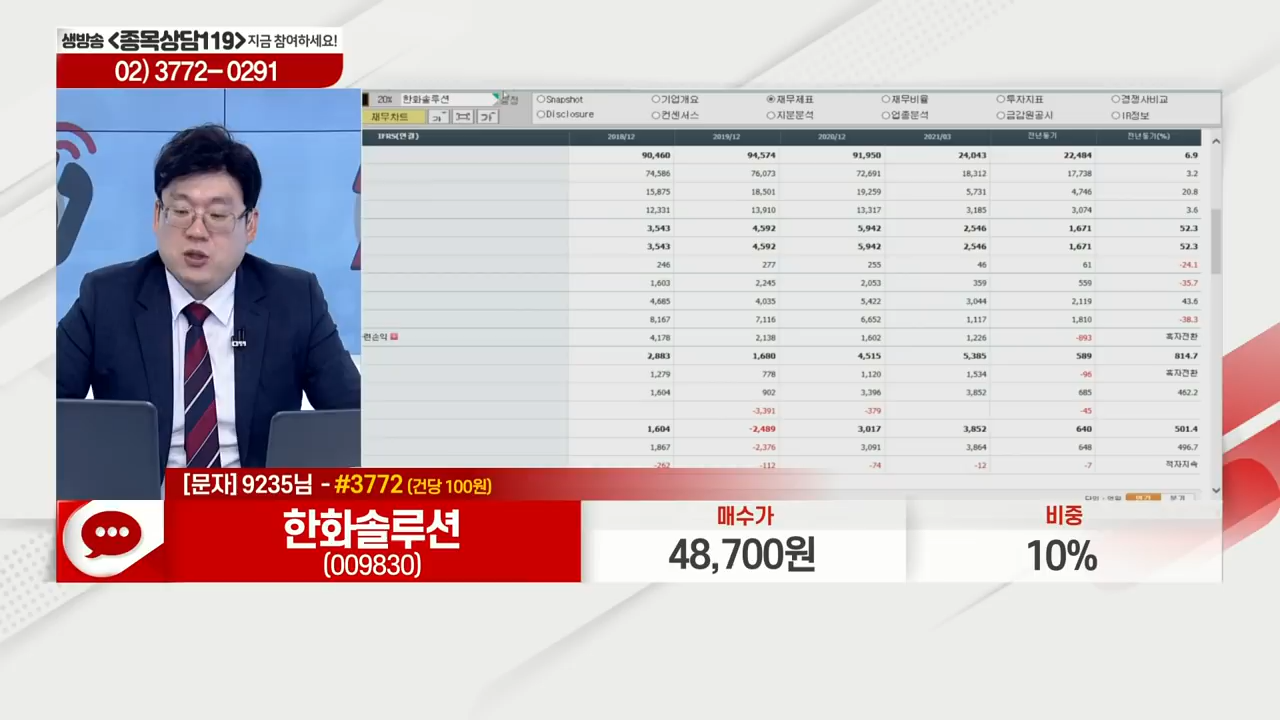 생방송 <종목상담119> 지금 참여하세요!
02) 3772-0291
20% 한화솔루션
Snapshot 기업개요 재무제표 재무비율 투자지표 경쟁사비교
Disclosure 컨센서스 지분분석 업종분석 금감원공시 IR정보
재무차트 가 가
IFRS(연결) 2018/12 2019/12 2020/12 2021/03 전년동기 전년동기(%)
90,460 94,574 91,950 24,043 22,484 6.9
74,586 76,073 72,691 18,312 17,738 3.2
15,875 18,501 19,259 5,731 4,746 20.8
12,331 13,910 13,317 3,185 3,074 3.6
3,543 4,592 5,942 2,546 1,671 52.3
3,543 4,592 5,942 2,546 1,671 52.3
246 277 255 46 61 -24.1
1,603 2,245 2,053 359 559 -35.7
4,685 4,035 5,422 3,044 2,119 43.6
8,167 7,116 6,652 1,117 1,810 -38.3
련손익 4,178 2,138 1,602 1,226 -893 흑자전환
2,883 1,680 4,515 5,385 589 814.7
1,279 778 1,120 1,534 -96 흑자전환
1,604 902 3,396 3,852 685 462.2
-3,391 -379 -45
1,604 -2,489 3,017 3,852 640 501.4
1,867 -2,376 3,091 3,864 648 496.7
-262 -112 -74 -12 -7 적자지속
[문자] 9235님 - #3772 (건당 100원)
한화솔루션
(009830)
매수가
48,700원
비중
10%